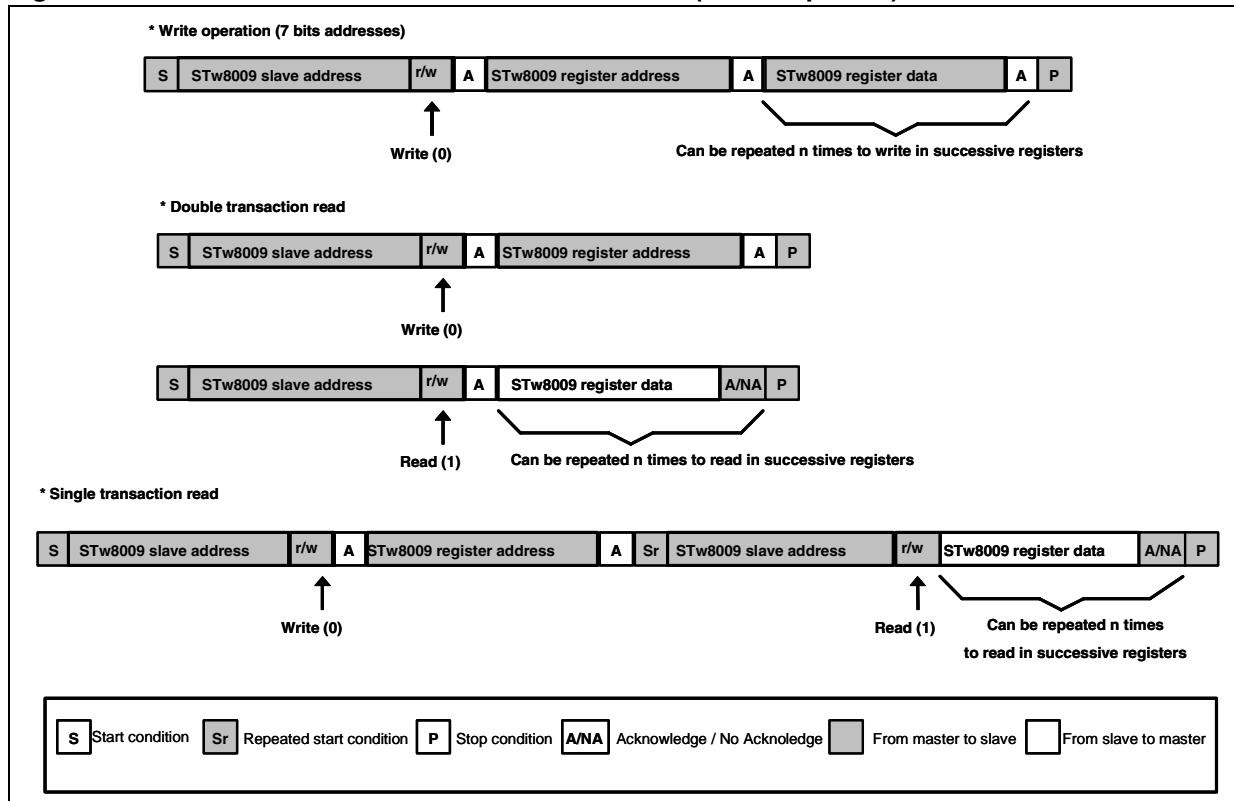 * Write operation (7 bits addresses)
S STw8009 slave address r/w A STw8009 register address A STw8009 register data A P
Write (0)
Can be repeated n times to write in successive registers
* Double transaction read
S STw8009 slave address r/w A STw8009 register address A P
Write (0)
S STw8009 slave address r/w A STw8009 register data A/NA P
Read (1)
Can be repeated n times to read in successive registers
* Single transaction read
S STw8009 slave address r/w A STw8009 register address A Sr STw8009 slave address r/w STw8009 register data A/NA P
Write (0)
Read (1)
Can be repeated n times
to read in successive registers
S Start condition Sr Repeated start condition P Stop condition A/NA Acknowledge / No Acknoledge From master to slave From slave to master